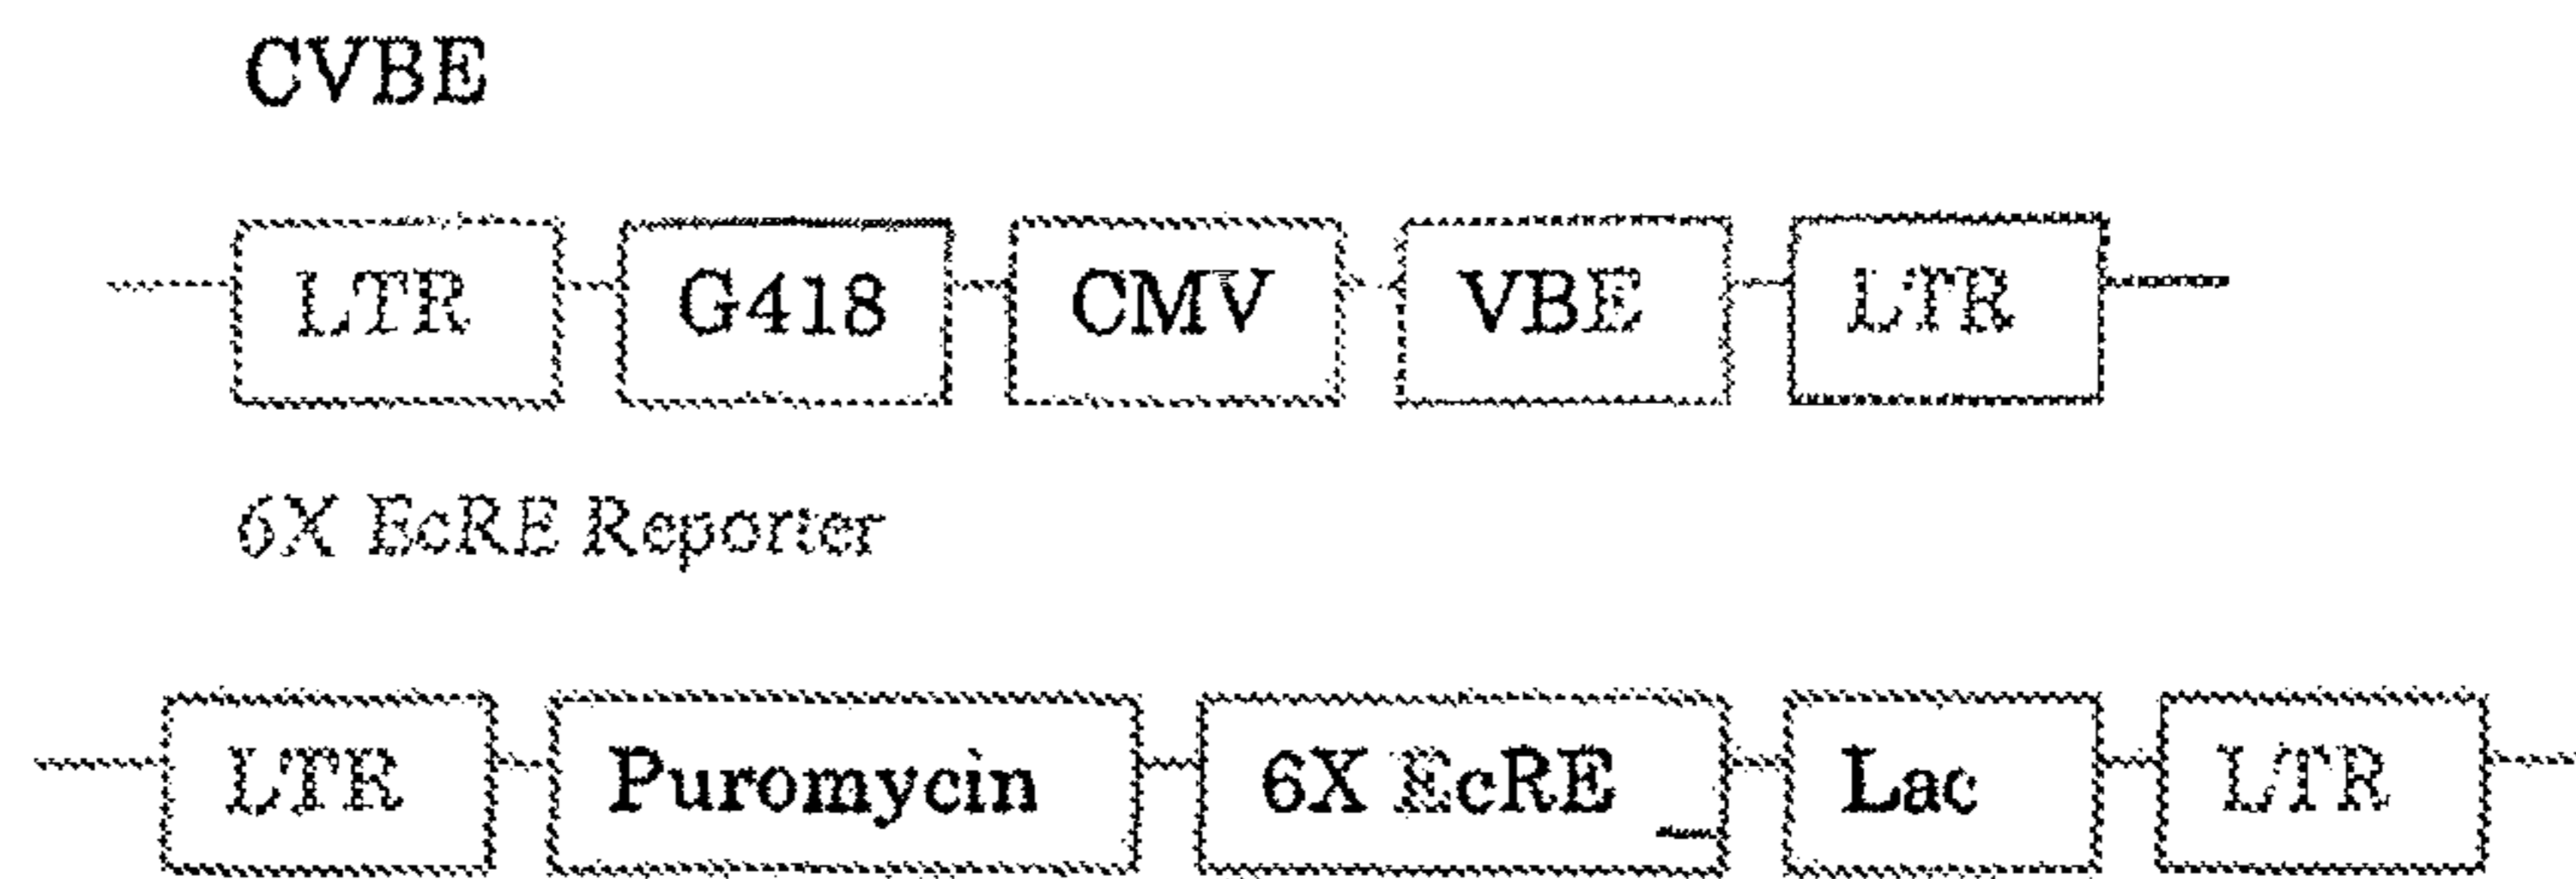 CVBE
LTR G418 CMV VBE LTR
6X EcRE Reporter
LTR Puromycin 6X EcRE Lac LTR